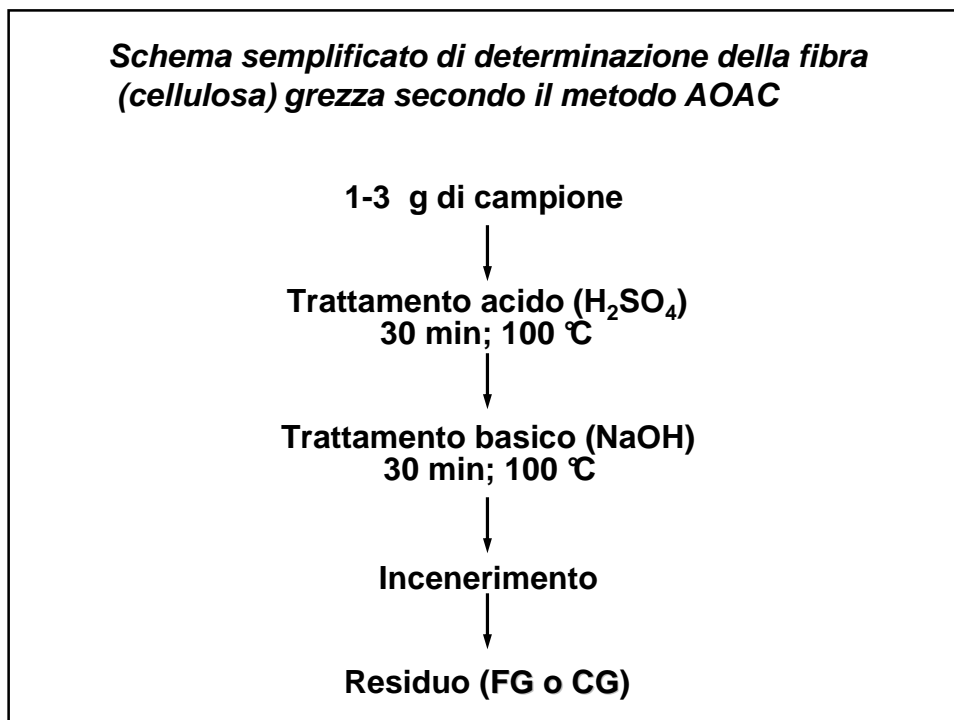 Schema semplificato di determinazione della fibra
(cellulosa) grezza secondo il metodo AOAC
1-3 g di campione
Trattamento acido (H₂SO₄)
30 min; 100 °C
Trattamento basico (NaOH)
30 min; 100 °C
Incenerimento
Residuo (FG o CG)